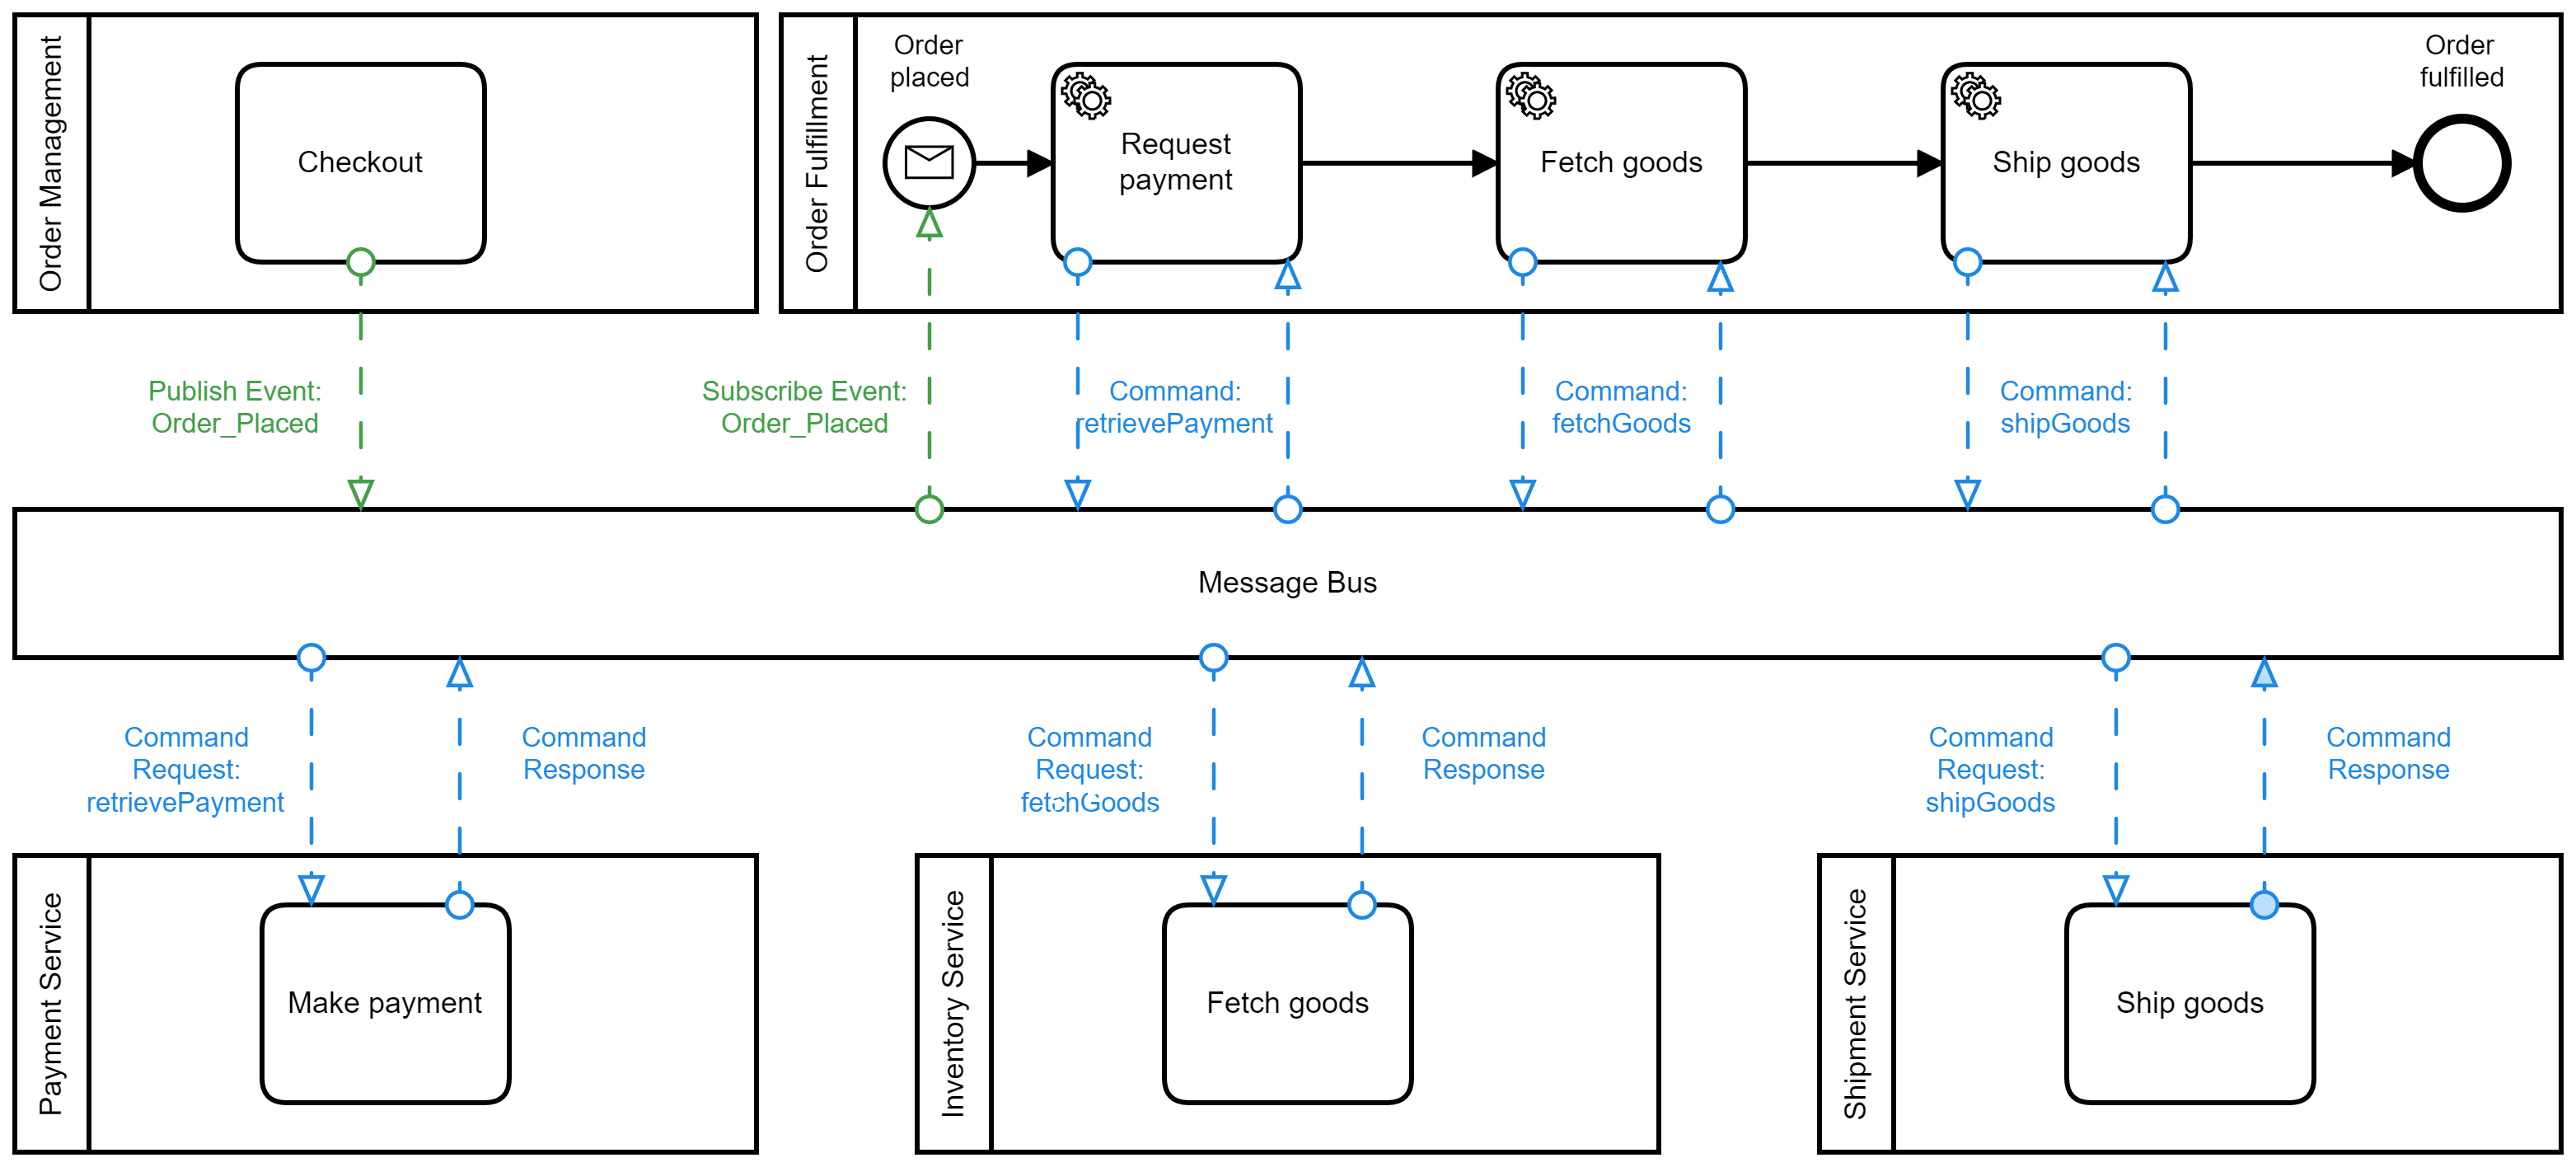 Order Management
Checkout
Order Fulfillment
Order
placed
Request
payment
Fetch goods
Ship goods
Order
fulfilled
Publish Event:
Order_Placed
Subscribe Event:
Order_Placed
Command:
retrievePayment
Command:
fetchGoods
Command:
shipGoods
Message Bus
Command
Request:
retrievePayment
Command
Response
Command
Request:
fetchGoods
Command
Response
Command
Request:
shipGoods
Command
Response
Payment Service
Make payment
Inventory Service
Fetch goods
Shipment Service
Ship goods